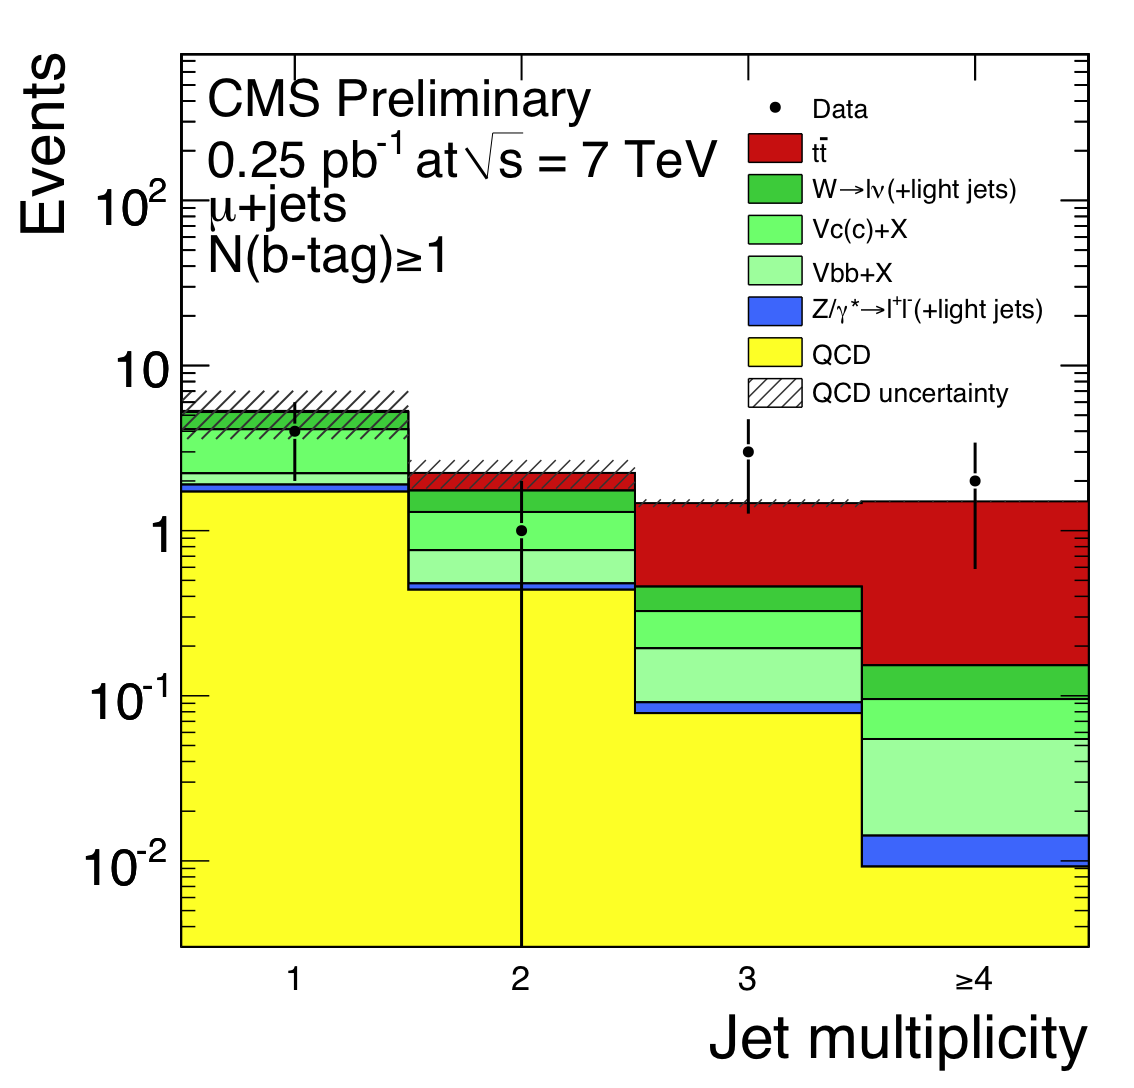 Events
CMS Preliminary
0.25 pb⁻¹ at √s = 7 TeV
μ+jets
N(b-tag)≥1
Data
tt̄
W→lν(+light jets)
Vc(c)+X
Vbb+X
Z/γ*→l⁺l⁻(+light jets)
QCD
QCD uncertainty
10²
10
1
10⁻¹
10⁻²
1 2 3 ≥4
Jet multiplicity